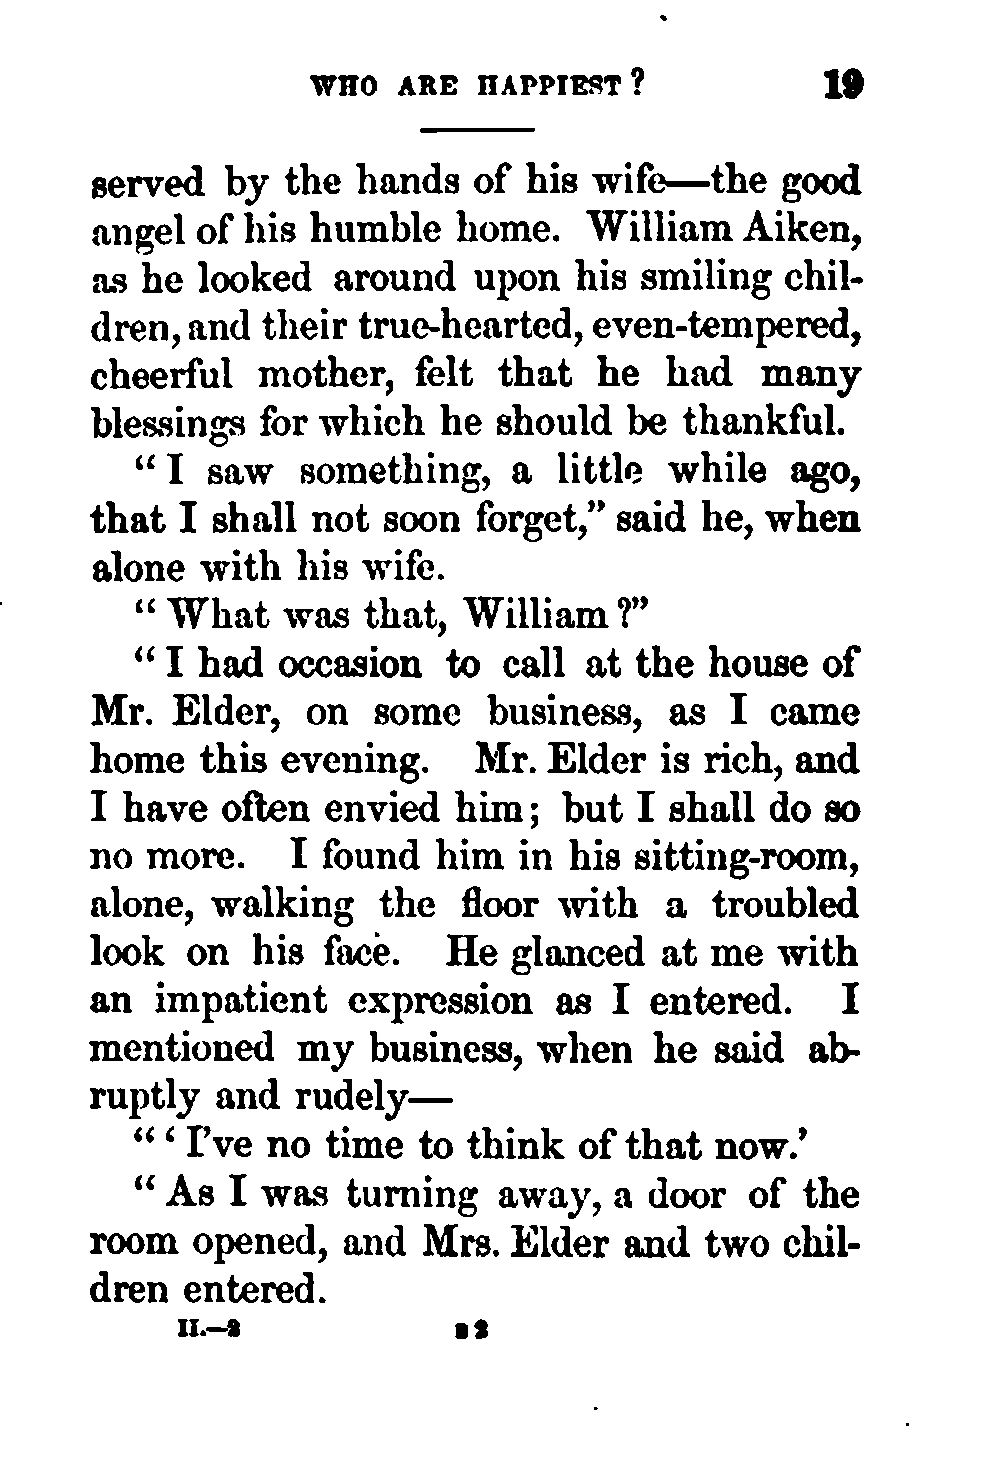 WHO ARE HAPPIEST? 19
served by the hands of his wife—the good
angel of his humble home. William Aiken,
as he looked around upon his smiling chil-
dren, and their true-hearted, even-tempered,
cheerful mother, felt that he had many
blessings for which he should be thankful.
“I saw something, a little while ago,
that I shall not soon forget,” said he, when
alone with his wife.
“What was that, William?”
“I had occasion to call at the house of
Mr. Elder, on some business, as I came
home this evening. Mr. Elder is rich, and
I have often envied him; but I shall do so
no more. I found him in his sitting-room,
alone, walking the floor with a troubled
look on his face. He glanced at me with
an impatient expression as I entered. I
mentioned my business, when he said ab-
ruptly and rudely—
“‘I’ve no time to think of that now.’
“As I was turning away, a door of the
room opened, and Mrs. Elder and two chil-
dren entered.
II.—2 B 2